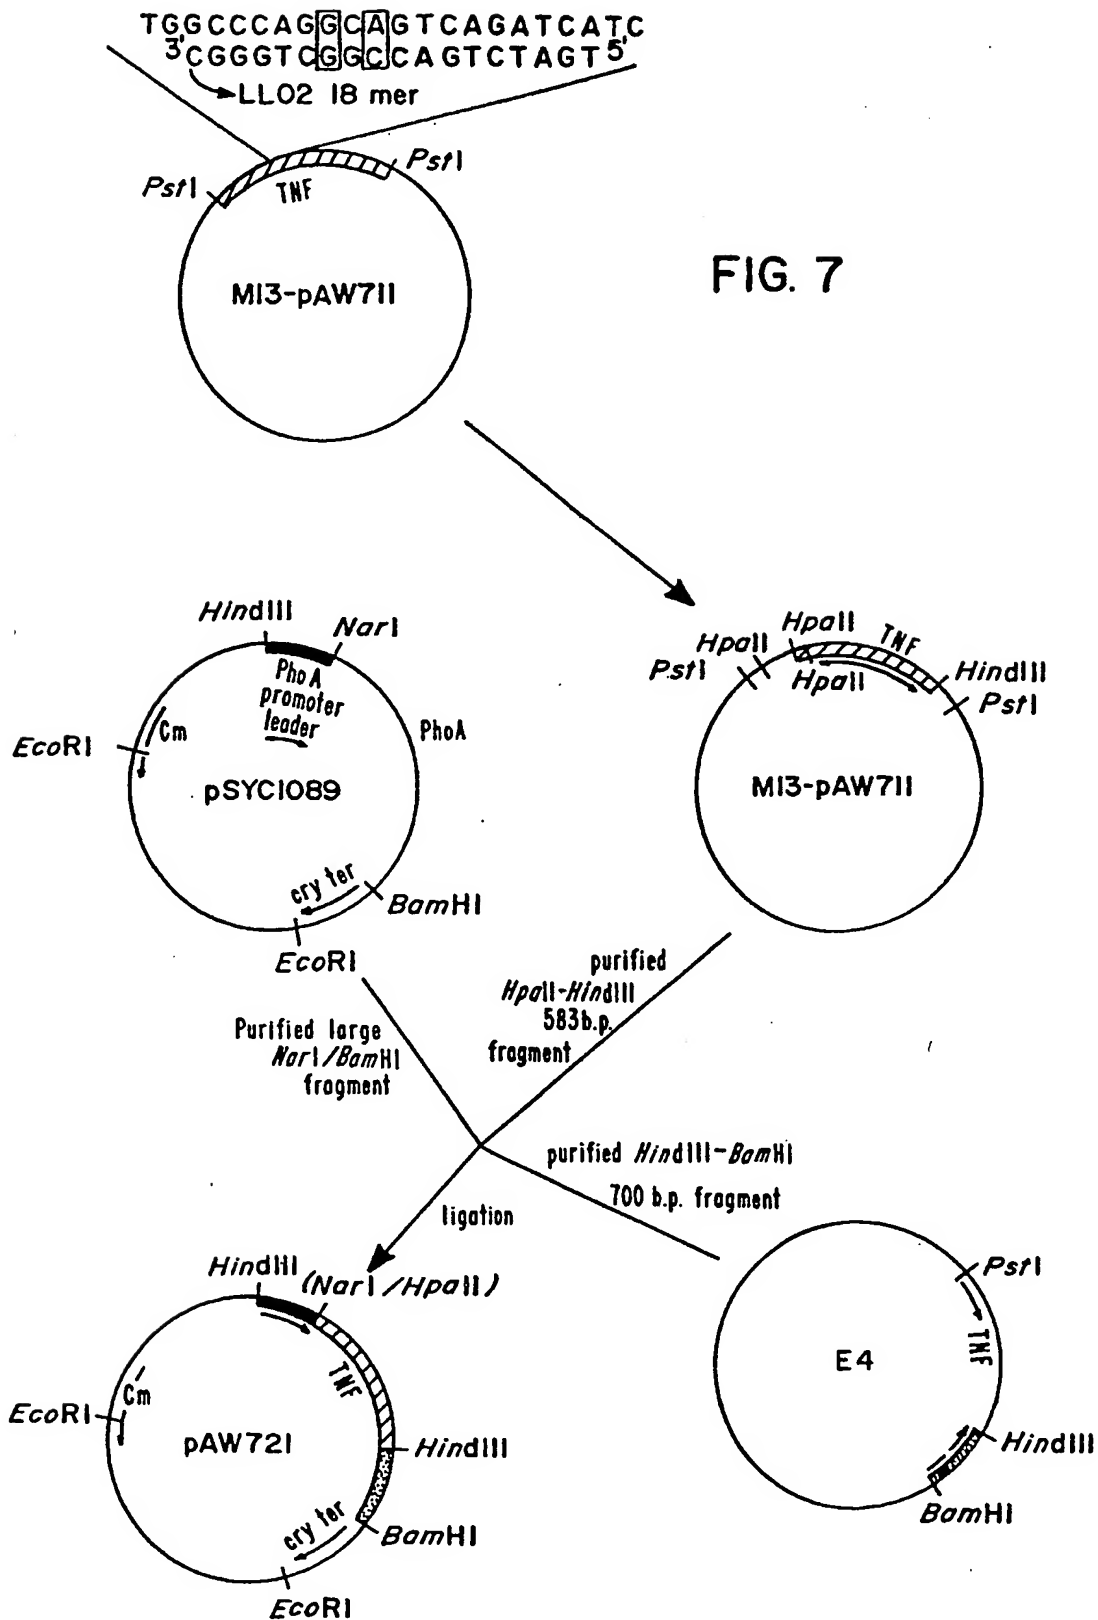 TGGCCCAGGCAGTCAGATCATC
3' CGGGTCGGCCAGTCTAGT 5'
LL02 18 mer
PstI
PstI
TNF
M13-pAW711
FIG. 7
HindIII
NarI
PhoA
promoter
leader
PhoA
Cm
EcoRI
pSYC1089
cry ter
BamHI
EcoRI
HpaII
TNF
HpaII
PstI
HpaII
HindIII
PstI
M13-pAW711
purified
HpaII-HindIII
583 b.p.
fragment
Purified large
NarI/BamHI
fragment
purified HindIII-BamHI
700 b.p. fragment
ligation
HindIII
(NarI/HpaII)
TNF
Cm
EcoRI
pAW721
HindIII
cry ter
BamHI
EcoRI
PstI
TNF
E4
HindIII
BamHI